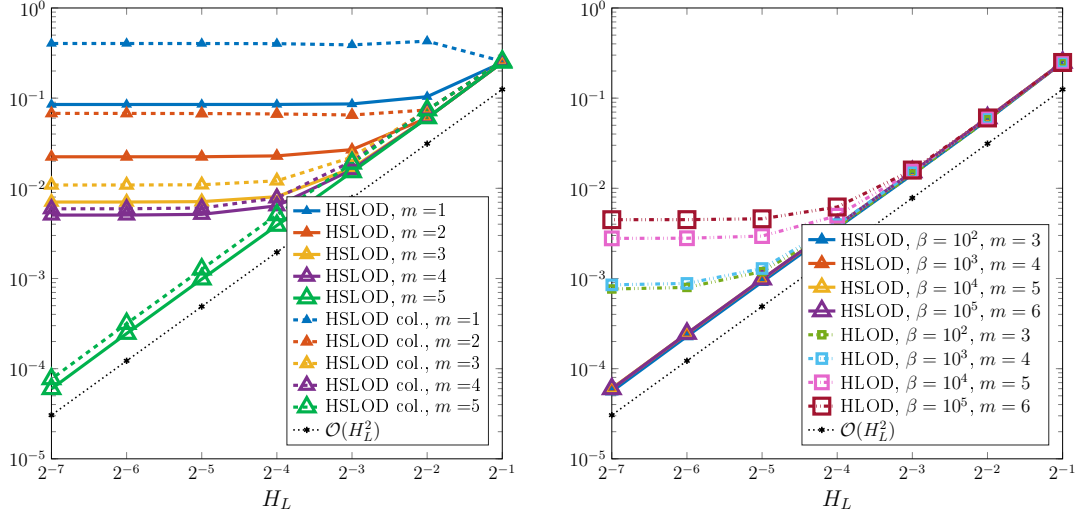 10^0
10^−1
10^−2
10^−3
10^−4
10^−5
2^−7 2^−6 2^−5 2^−4 2^−3 2^−2 2^−1
H_L
HSLOD, m =1
HSLOD, m =2
HSLOD, m =3
HSLOD, m =4
HSLOD, m =5
HSLOD col., m =1
HSLOD col., m =2
HSLOD col., m =3
HSLOD col., m =4
HSLOD col., m =5
O(H_L^2)
10^0
10^−1
10^−2
10^−3
10^−4
10^−5
2^−7 2^−6 2^−5 2^−4 2^−3 2^−2 2^−1
H_L
HSLOD, β = 10^2, m = 3
HSLOD, β = 10^3, m = 4
HSLOD, β = 10^4, m = 5
HSLOD, β = 10^5, m = 6
HLOD, β = 10^2, m = 3
HLOD, β = 10^3, m = 4
HLOD, β = 10^4, m = 5
HLOD, β = 10^5, m = 6
O(H_L^2)